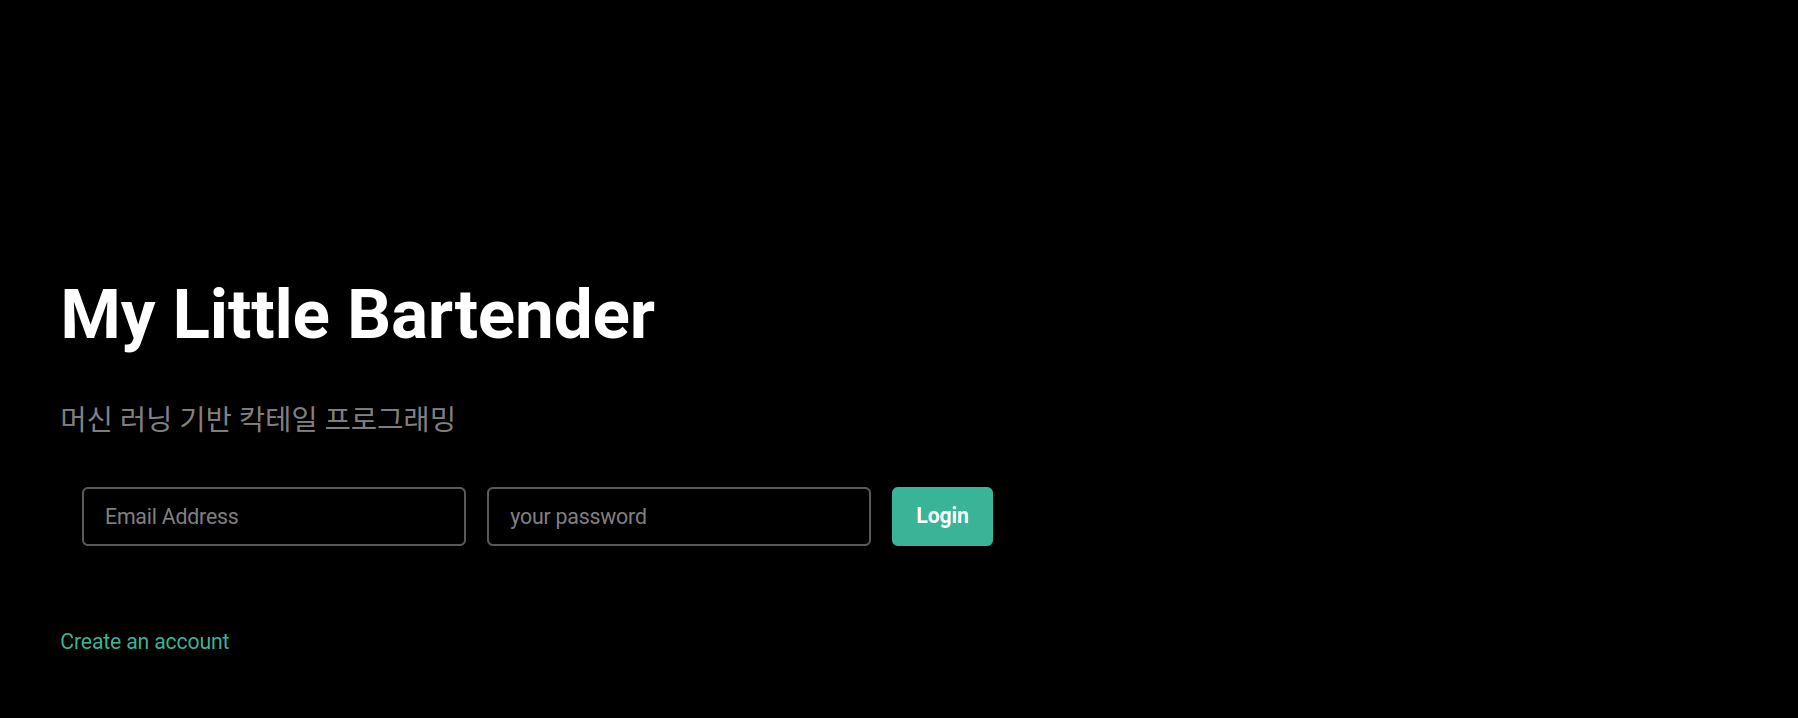 My Little Bartender
머신 러닝 기반 칵테일 프로그래밍
Email Address
your password
Login
Create an account